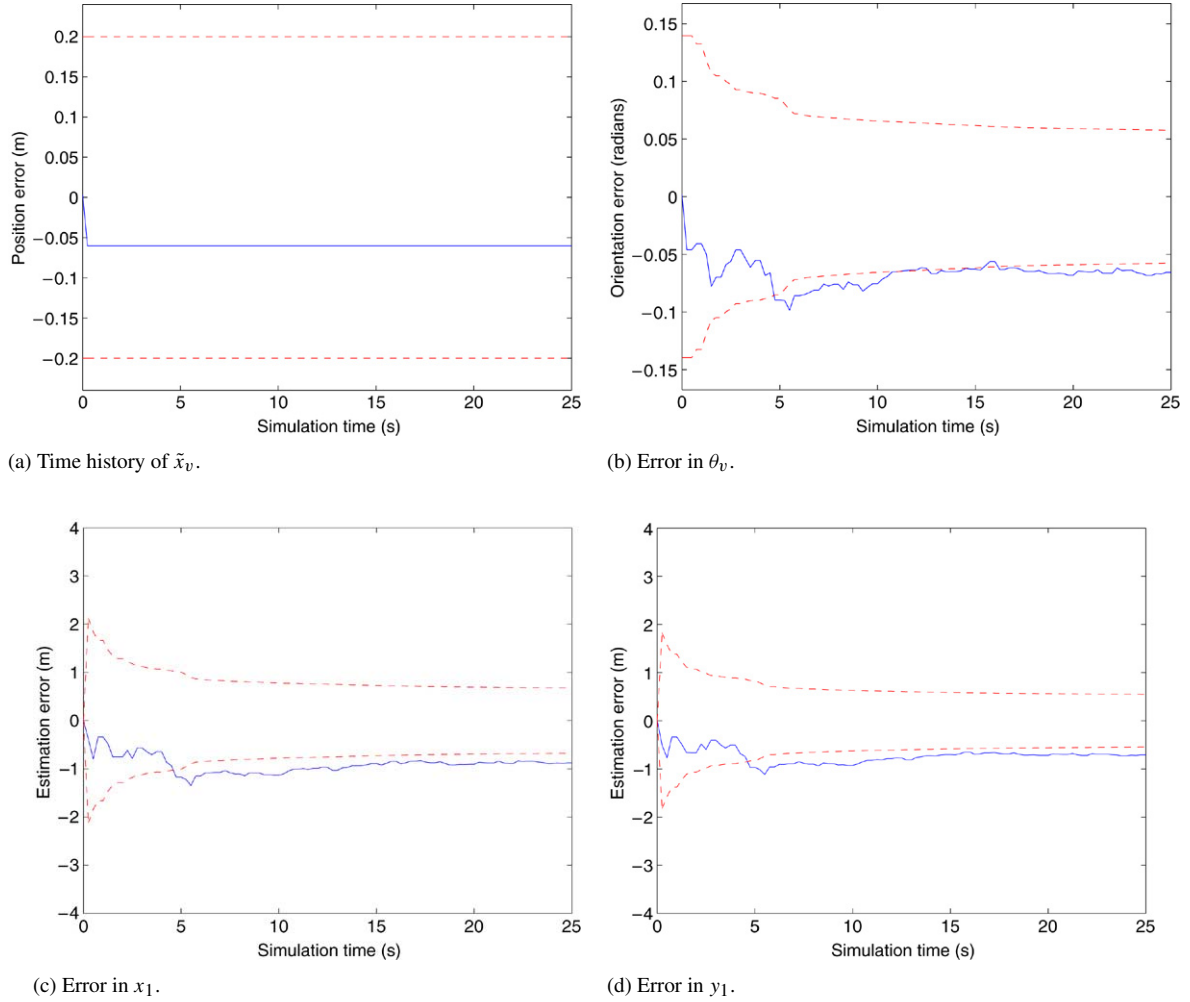 0.2
0.15
0.1
0.05
0
−0.05
−0.1
−0.15
−0.2
Position error (m)
0 5 10 15 20 25
Simulation time (s)
(a) Time history of x̃ᵥ.
0.15
0.1
0.05
0
−0.05
−0.1
−0.15
Orientation error (radians)
0 5 10 15 20 25
Simulation time (s)
(b) Error in θᵥ.
4
3
2
1
0
−1
−2
−3
−4
Estimation error (m)
0 5 10 15 20 25
Simulation time (s)
(c) Error in x₁.
4
3
2
1
0
−1
−2
−3
−4
Estimation error (m)
0 5 10 15 20 25
Simulation time (s)
(d) Error in y₁.